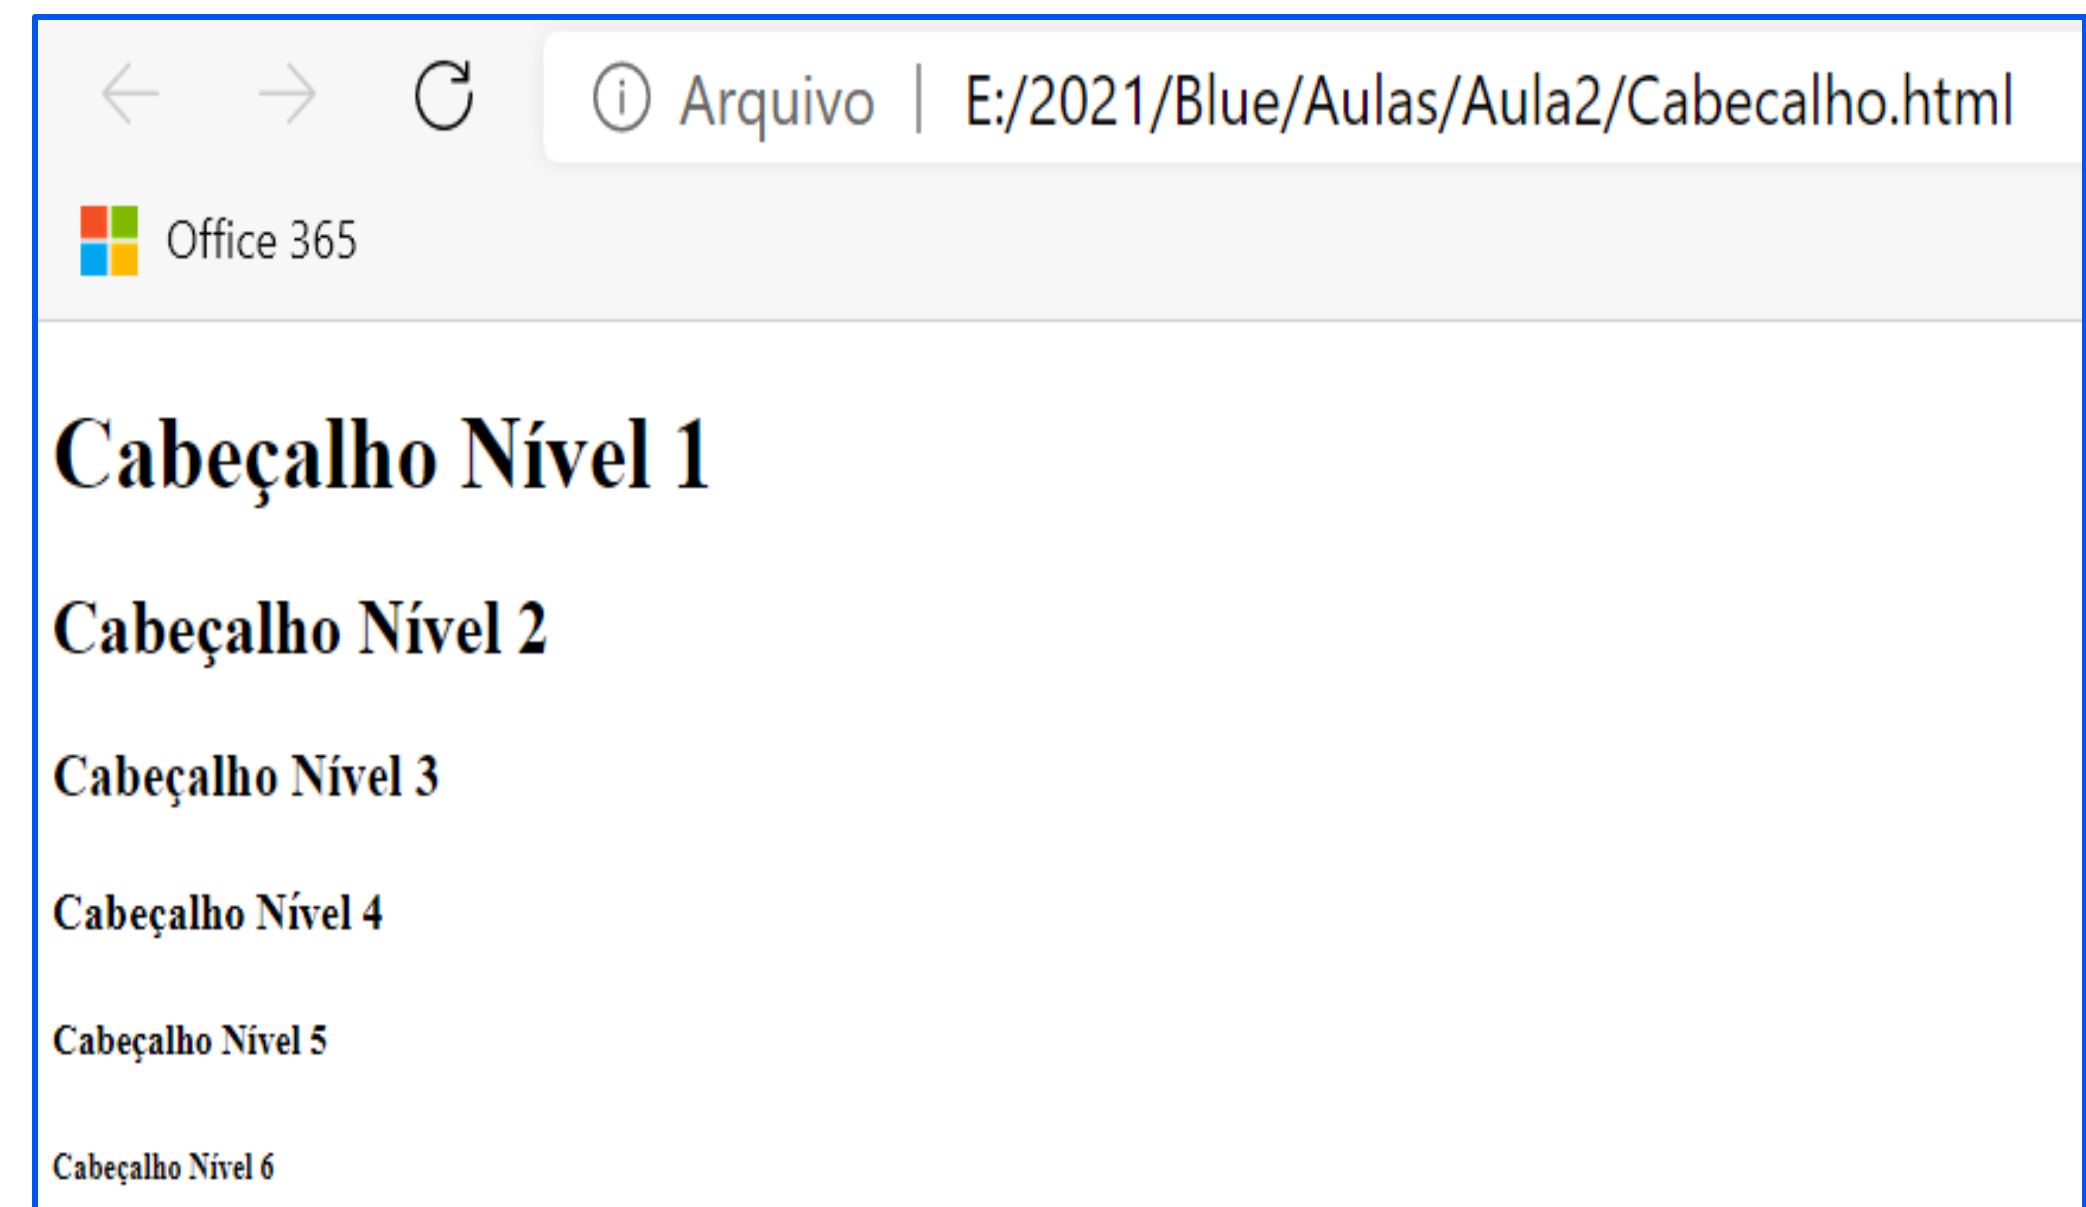 Arquivo | E:/2021/Blue/Aulas/Aula2/Cabecalho.html
Office 365
Cabeçalho Nível 1
Cabeçalho Nível 2
Cabeçalho Nível 3
Cabeçalho Nível 4
Cabeçalho Nível 5
Cabeçalho Nível 6